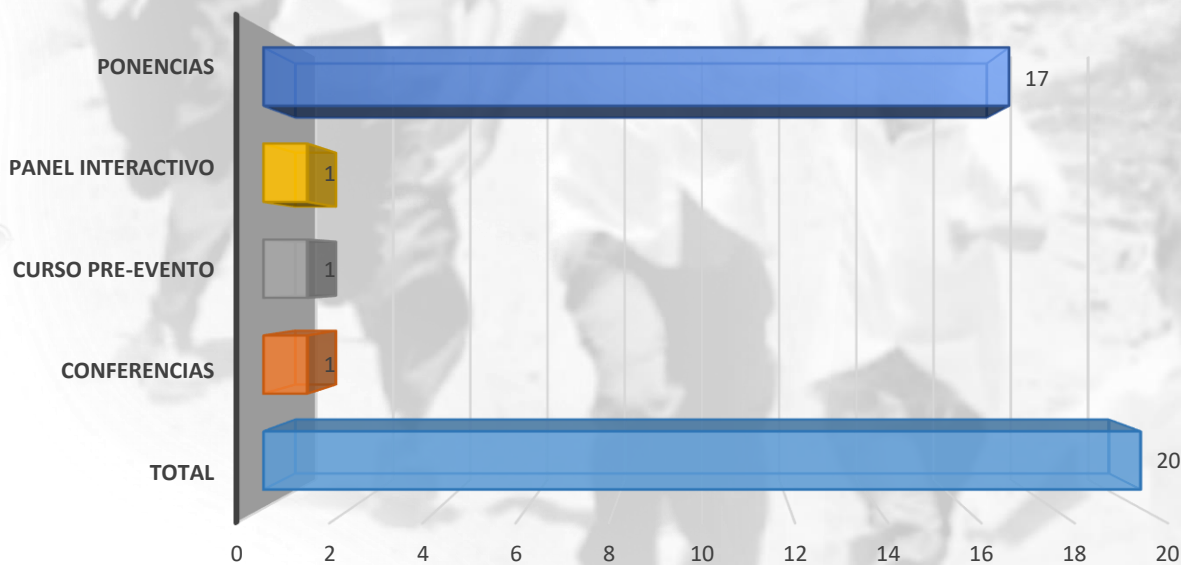 PONENCIAS
17
PANEL INTERACTIVO
1
CURSO PRE-EVENTO
1
CONFERENCIAS
1
TOTAL
20
0 2 4 6 8 10 12 14 16 18 20